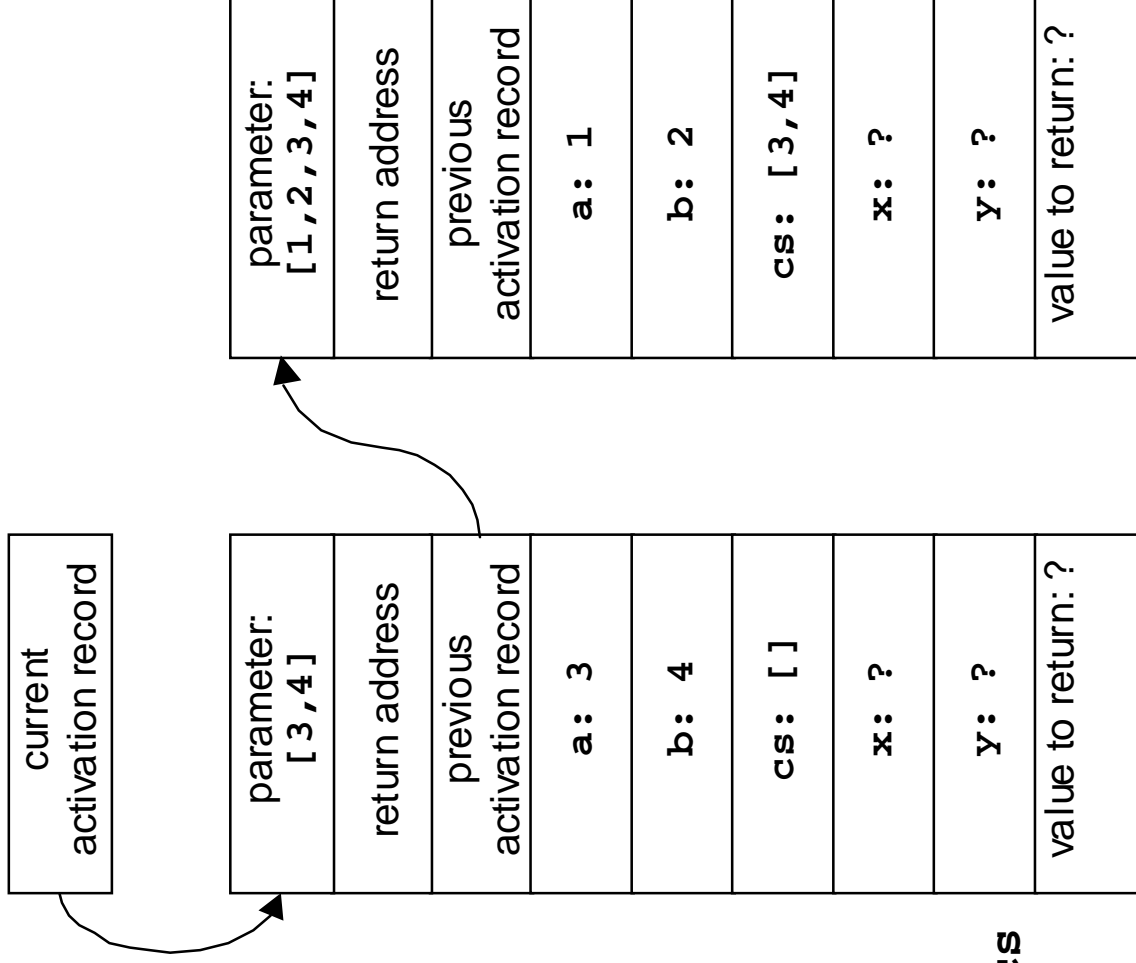 current
activation record
parameter:
[3,4]
return address
previous
activation record
a: 3
b: 4
cs: []
x: ?
y: ?
value to return: ?
parameter:
[1,2,3,4]
return address
previous
activation record
a: 1
b: 2
cs: [3,4]
x: ?
y: ?
value to return: ?